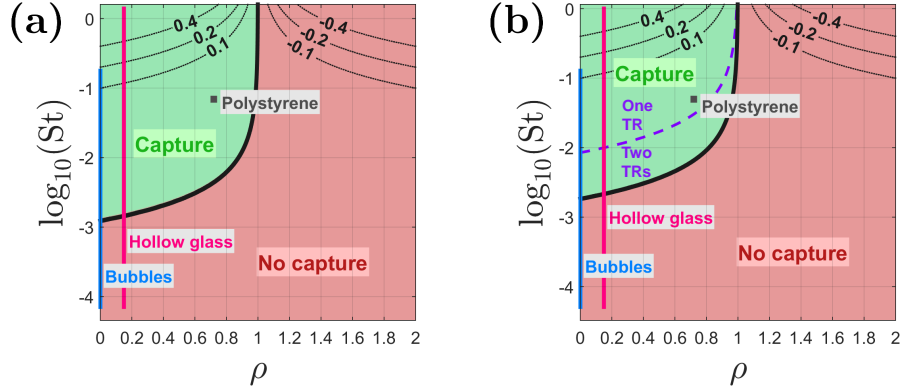 (a)
0
-1
-2
-3
-4
log10(St)
0.4
0.2
0.1
-0.4
-0.2
-0.1
Polystyrene
Capture
Hollow glass
No capture
Bubbles
0 0.2 0.4 0.6 0.8 1 1.2 1.4 1.6 1.8 2
ρ
(b)
0
-1
-2
-3
-4
log10(St)
0.4
0.2
0.1
-0.4
-0.2
-0.1
Capture
One
TR
Polystyrene
Two
TRs
Hollow glass
No capture
Bubbles
0 0.2 0.4 0.6 0.8 1 1.2 1.4 1.6 1.8 2
ρ